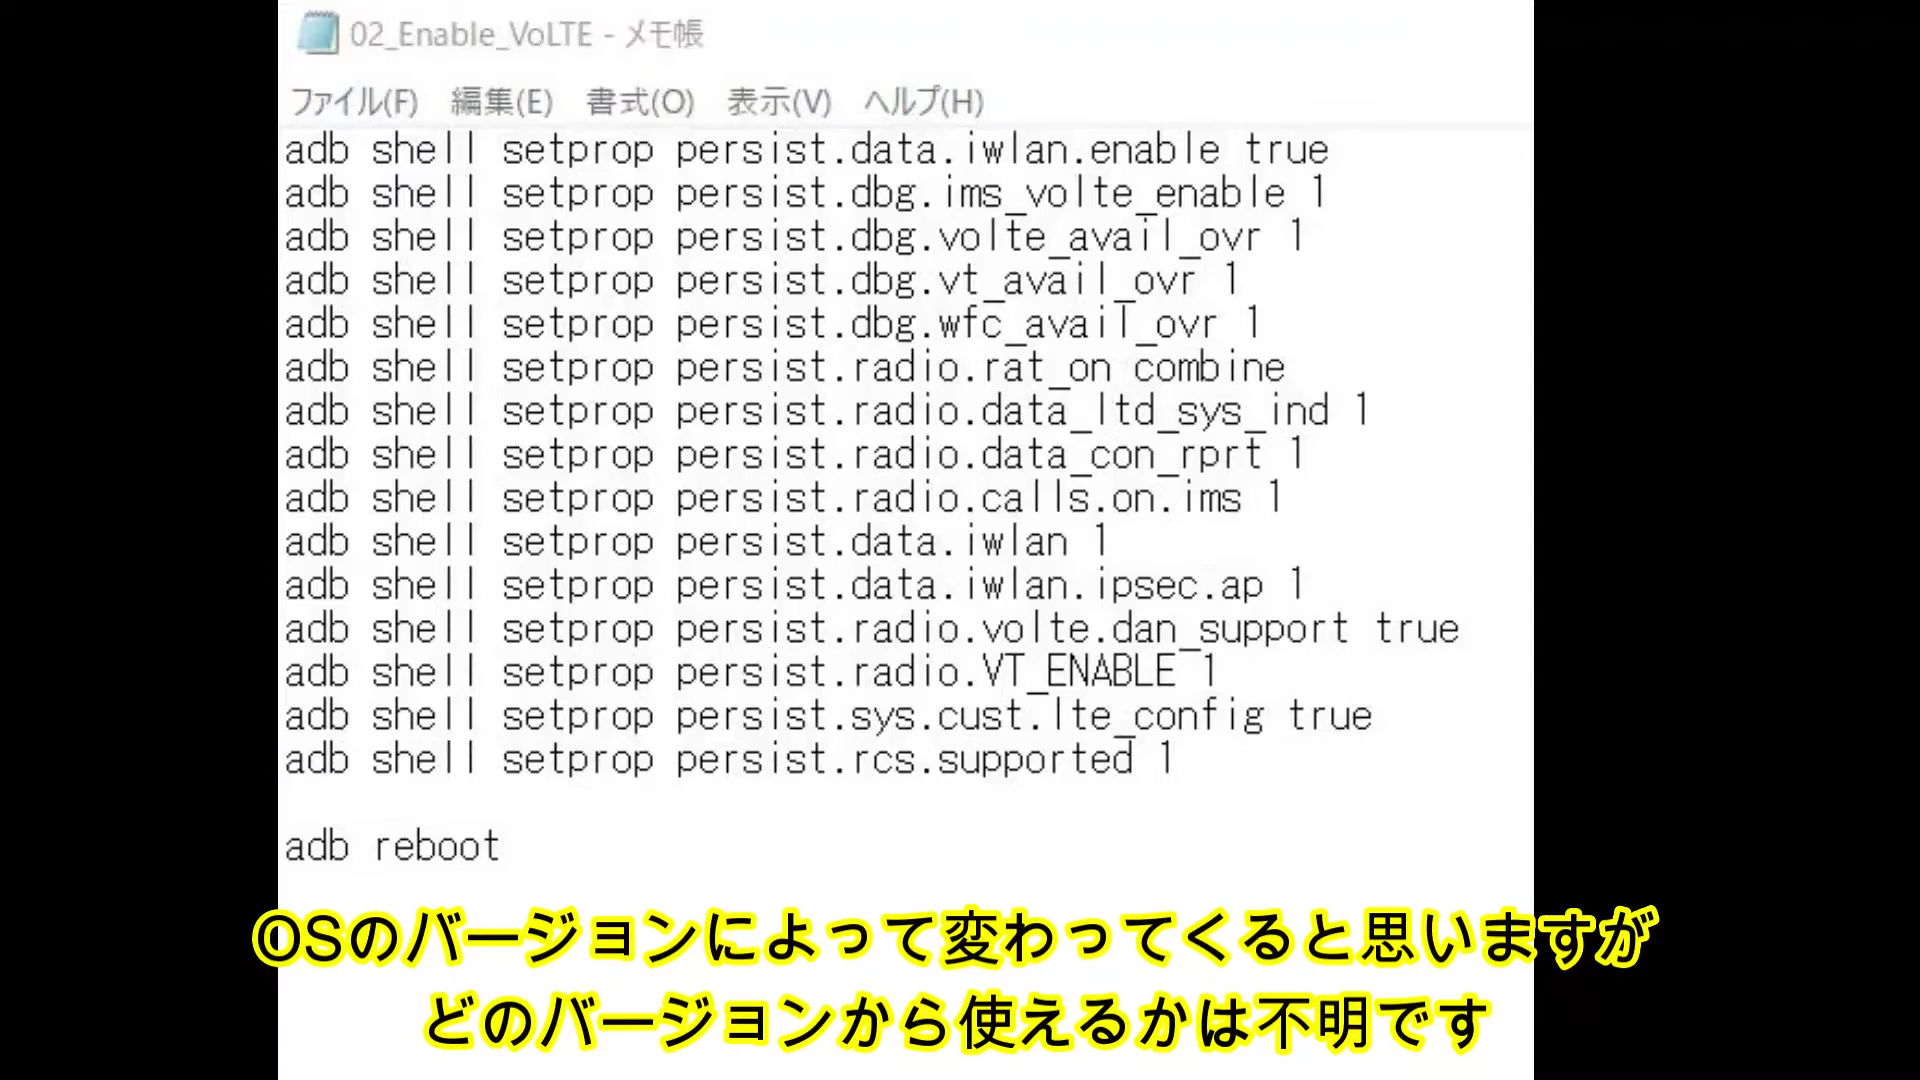 02_Enable_VoLTE - メモ帳
ファイル(F) 編集(E) 書式(O) 表示(V) ヘルプ(H)
adb shell setprop persist.data.iwlan.enable true
adb shell setprop persist.dbg.ims_volte_enable 1
adb shell setprop persist.dbg.volte_avail_ovr 1
adb shell setprop persist.dbg.vt_avail_ovr 1
adb shell setprop persist.dbg.wfc_avail_ovr 1
adb shell setprop persist.radio.rat_on combine
adb shell setprop persist.radio.data_ltd_sys_ind 1
adb shell setprop persist.radio.data_con_rprt 1
adb shell setprop persist.radio.calls.on.ims 1
adb shell setprop persist.data.iwlan 1
adb shell setprop persist.data.iwlan.ipsec.ap 1
adb shell setprop persist.radio.volte.dan_support true
adb shell setprop persist.radio.VT_ENABLE 1
adb shell setprop persist.sys.cust.lte_config true
adb shell setprop persist.rcs.supported 1
adb reboot
OSのバージョンによって変わってくると思いますが
どのバージョンから使えるかは不明です